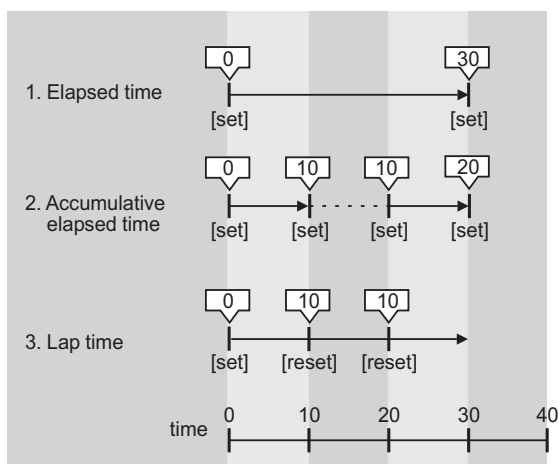 0 30
1. Elapsed time
[set] [set]
0 10 10 20
2. Accumulative
elapsed time
[set] [set] [set] [set]
0 10 10
3. Lap time
[set] [reset] [reset]
0 10 20 30 40
time